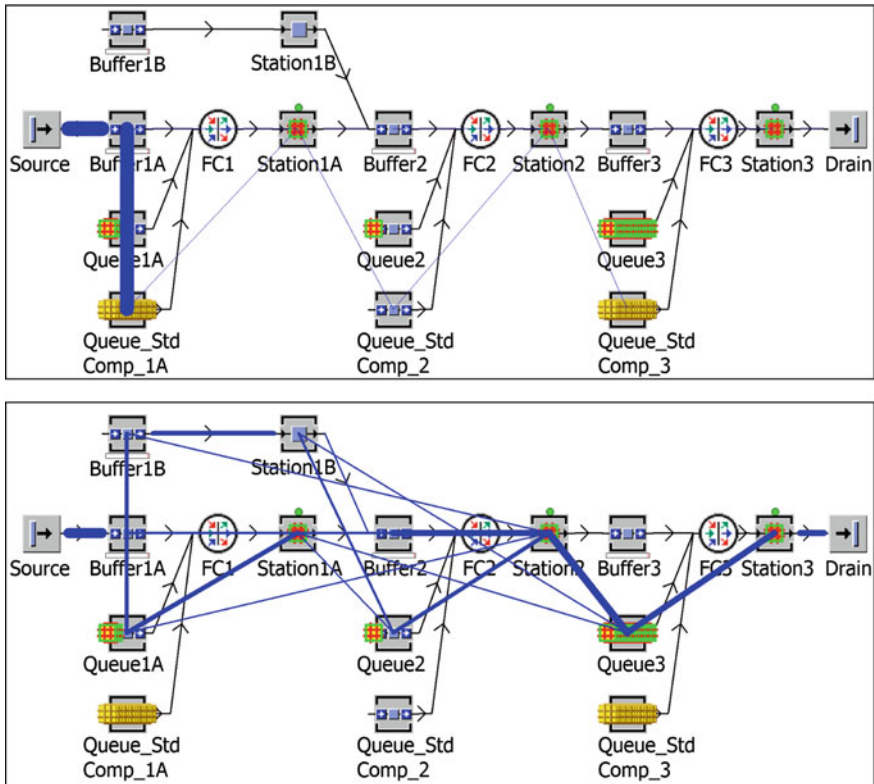 Buffer1B
Station1B
Source
Buffer1A
FC1
Station1A
Buffer2
FC2
Station2
Buffer3
FC3
Station3
Drain
Queue1A
Queue2
Queue3
Queue_Std
Comp_1A
Queue_Std
Comp_2
Queue_Std
Comp_3
Buffer1B
Station1B
Source
Buffer1A
FC1
Station1A
Buffer2
FC2
Station2
Buffer3
FC3
Station3
Drain
Queue1A
Queue2
Queue3
Queue_Std
Comp_1A
Queue_Std
Comp_2
Queue_Std
Comp_3